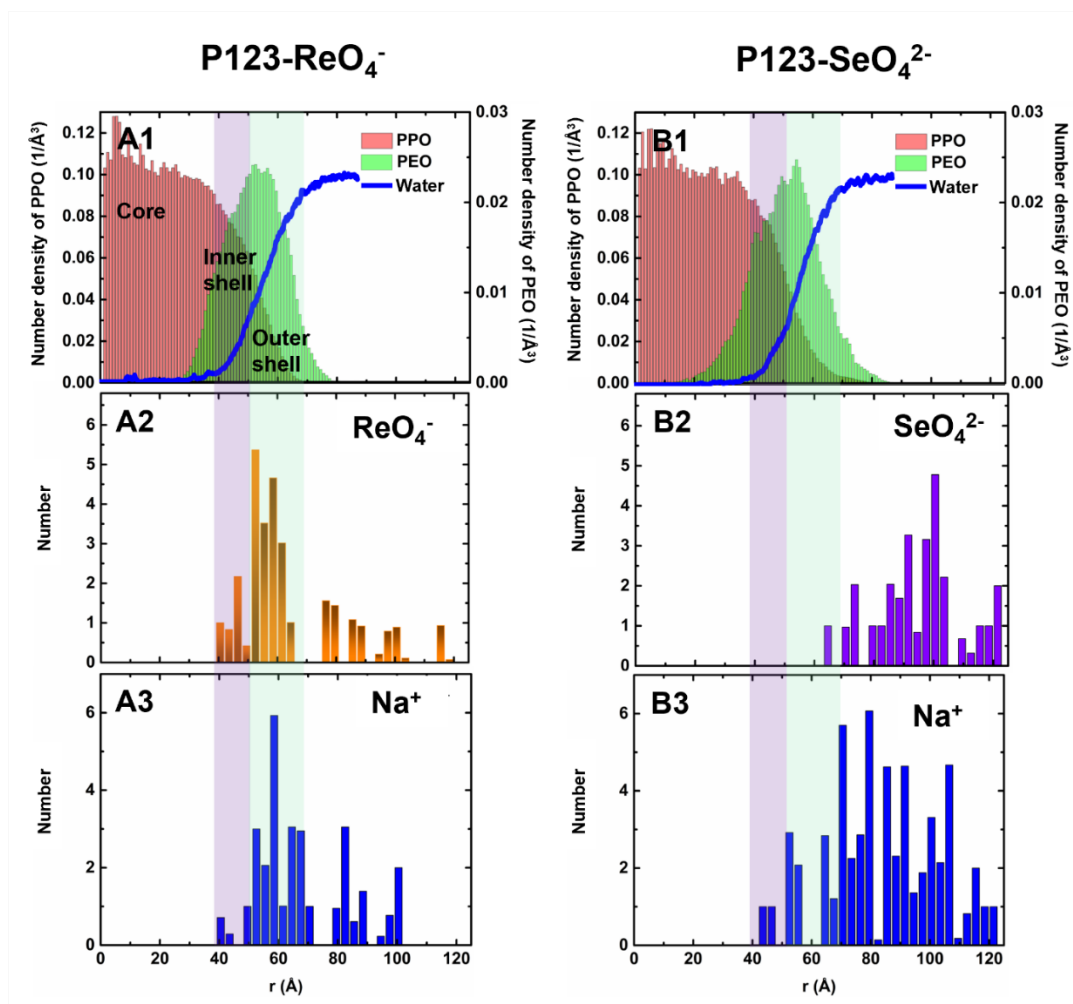 P123-ReO₄⁻
P123-SeO₄²⁻
Number density of PPO (1/Å³)
0.12
0.10
0.08
0.06
0.04
0.02
0.00
A1
PPO
PEO
Water
Core
Inner
shell
Outer
shell
0.03
0.02
0.01
0.00
Number density of PEO (1/Å³)
Number density of PPO (1/Å³)
0.12
0.10
0.08
0.06
0.04
0.02
0.00
B1
PPO
PEO
Water
0.03
0.02
0.01
0.00
Number density of PEO (1/Å³)
A2
ReO₄⁻
Number
6
5
4
3
2
1
0
B2
SeO₄²⁻
Number
6
5
4
3
2
1
0
A3
Na⁺
Number
6
4
2
0
0 20 40 60 80 100 120
r (Å)
B3
Na⁺
Number
6
4
2
0
0 20 40 60 80 100 120
r (Å)